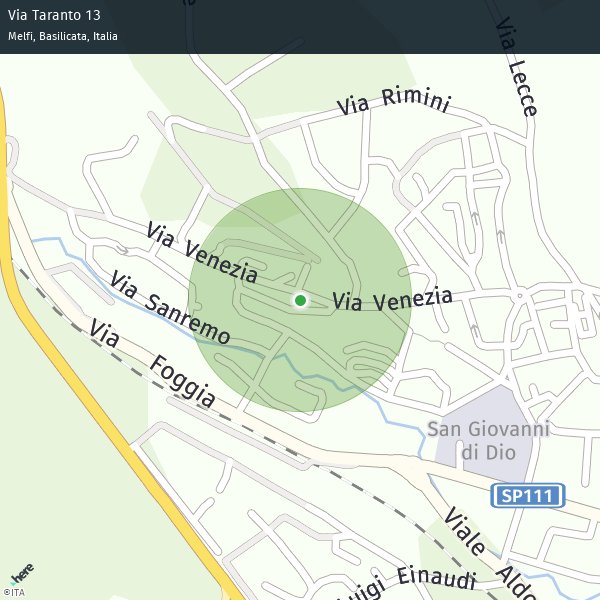 Via Taranto 13
Melfi, Basilicata, Italia
Via Lecce
Via Rimini
Via Venezia
Via Venezia
Via Sanremo
Via Foggia
San Giovanni
di Dio
SP111
Viale Aldo
Luigi Einaudi
here
©ITA